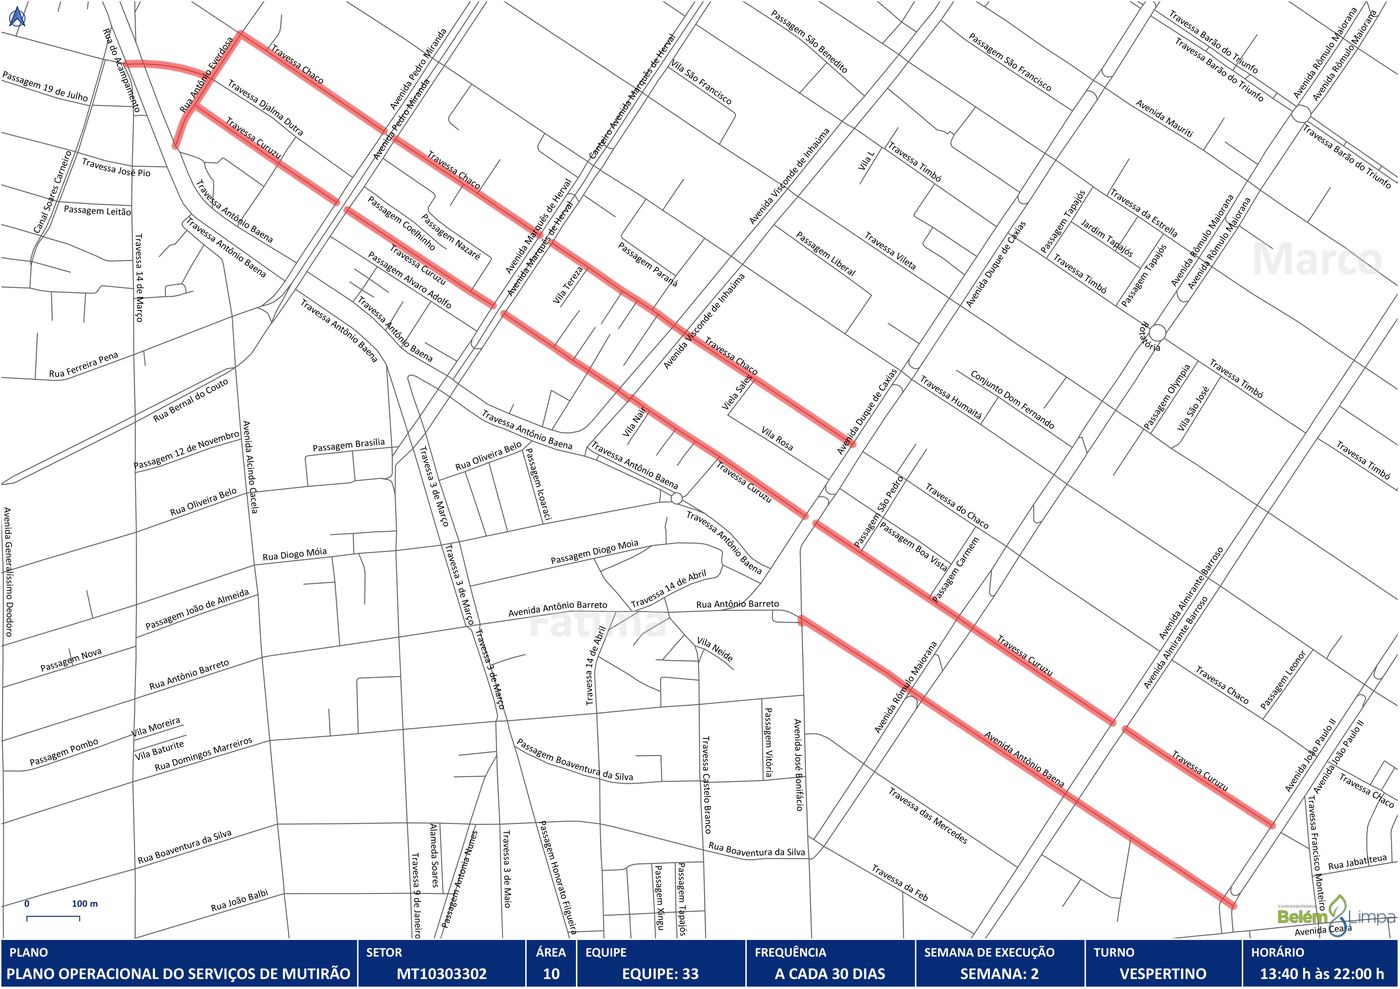 Rua do Acampamento
Passagem 19 de Julho
Rua Antônio Everdosa
Travessa Chaco
Travessa Djalma Dutra
Travessa Curuzu
Avenida Pedro Miranda
Avenida Pedro Miranda
Canteiro Avenida Marquês de Herval
Vila São Francisco
Passagem São Benedito
Passagem São Francisco
Travessa Barão do Triunfo
Travessa Barão do Triunfo
Avenida Rômulo Maiorana
Avenida Rômulo Maiorana
Avenida Mauriti
Travessa Barão do Triunfo
Canal Soares Carneiro
Travessa José Pio
Passagem Leitão
Travessa 14 de Março
Travessa Antônio Baena
Travessa Antônio Baena
Travessa Chaco
Passagem Coelhinho
Passagem Nazaré
Travessa Curuzu
Passagem Alvaro Adolfo
Avenida Marquês de Herval
Avenida Marquês de Herval
Vila Tereza
Passagem Paraná
Avenida Visconde de Inhaúma
Avenida Visconde de Inhaúma
Vila L
Travessa Timbó
Passagem Liberal
Travessa Vileta
Avenida Duque de Caxias
Passagem Tapajós
Travessa da Estrella
Jardim Tapajós
Passagem Tapajós
Travessa Timbó
Avenida Rômulo Maiorana
Avenida Rômulo Maiorana
Marco
Rotatória
Rua Ferreira Pena
Travessa Antônio Baena
Travessa Antônio Baena
Rua Bernal do Couto
Passagem 12 de Novembro
Avenida Alcindo Cacela
Passagem Brasília
Rua Oliveira Belo
Travessa 3 de Março
Rua Oliveira Belo
Passagem Icoaraci
Travessa Antônio Baena
Travessa Antônio Baena
Vila Nair
Travessa Chaco
Viela Sales
Vila Rosa
Travessa Curuzu
Avenida Duque de Caxias
Travessa Humaitá
Conjunto Dom Fernando
Passagem Olympia
Vila São José
Travessa Timbó
Travessa Timbó
Avenida Generalíssimo Deodoro
Rua Diogo Móia
Passagem João de Almeida
Passagem Nova
Rua Antônio Barreto
Travessa 3 de Março
Passagem Diogo Moia
Travessa 14 de Abril
Travessa Antônio Baena
Avenida Antônio Barreto
Rua Antônio Barreto
Fátima
Travessa 14 de Abril
Vila Neide
Passagem São Pedro
Passagem Boa Vista
Passagem Carmem
Travessa do Chaco
Travessa Curuzu
Avenida Almirante Barroso
Avenida Almirante Barroso
Travessa Chaco
Passagem Leonor
Travessa 3 de Março
Passagem Pombo
Vila Moreira
Vila Baturite
Rua Domingos Marreiros
Passagem Boaventura da Silva
Travessa Castelo Branco
Passagem Vitória
Avenida José Bonifácio
Avenida Rômulo Maiorana
Avenida Antônio Baena
Travessa Curuzu
Avenida João Paulo II
Avenida João Paulo II
Travessa Chaco
Travessa Francisco Monteiro
Rua Jabatiteua
Rua Boaventura da Silva
Rua João Balbi
Alameda Soares
Travessa 9 de Janeiro
Passagem Antonia Nunes
Travessa 3 de Maio
Passagem Honorato Filgueira
Passagem Xingu
Passagem Tapajós
Rua Boaventura da Silva
Travessa das Mercedes
Travessa da Feb
Avenida Ceará
0 100 m
CONCESSIONÁRIA
Belém Limpa
PLANO
PLANO OPERACIONAL DO SERVIÇOS DE MUTIRÃO
SETOR
MT10303302
ÁREA
10
EQUIPE
EQUIPE: 33
FREQUÊNCIA
A CADA 30 DIAS
SEMANA DE EXECUÇÃO
SEMANA: 2
TURNO
VESPERTINO
HORÁRIO
13:40 h às 22:00 h